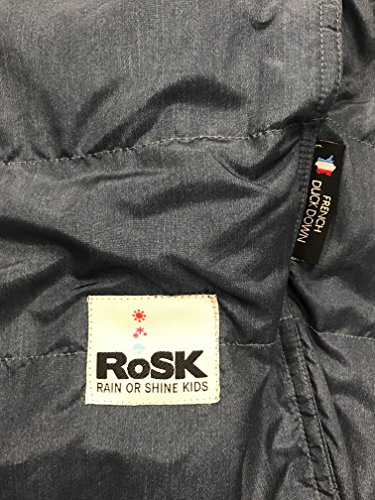 FRENCH
DUCK DOWN
RoSK
RAIN OR SHINE KIDS